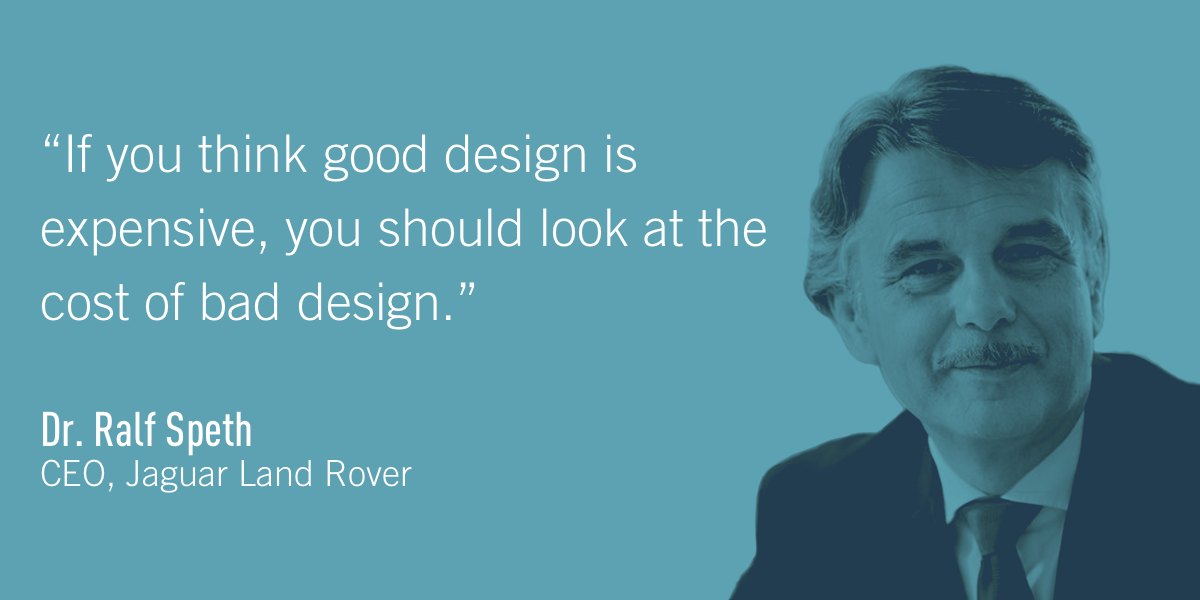 “If you think good design is
expensive, you should look at the
cost of bad design.”
Dr. Ralf Speth
CEO, Jaguar Land Rover